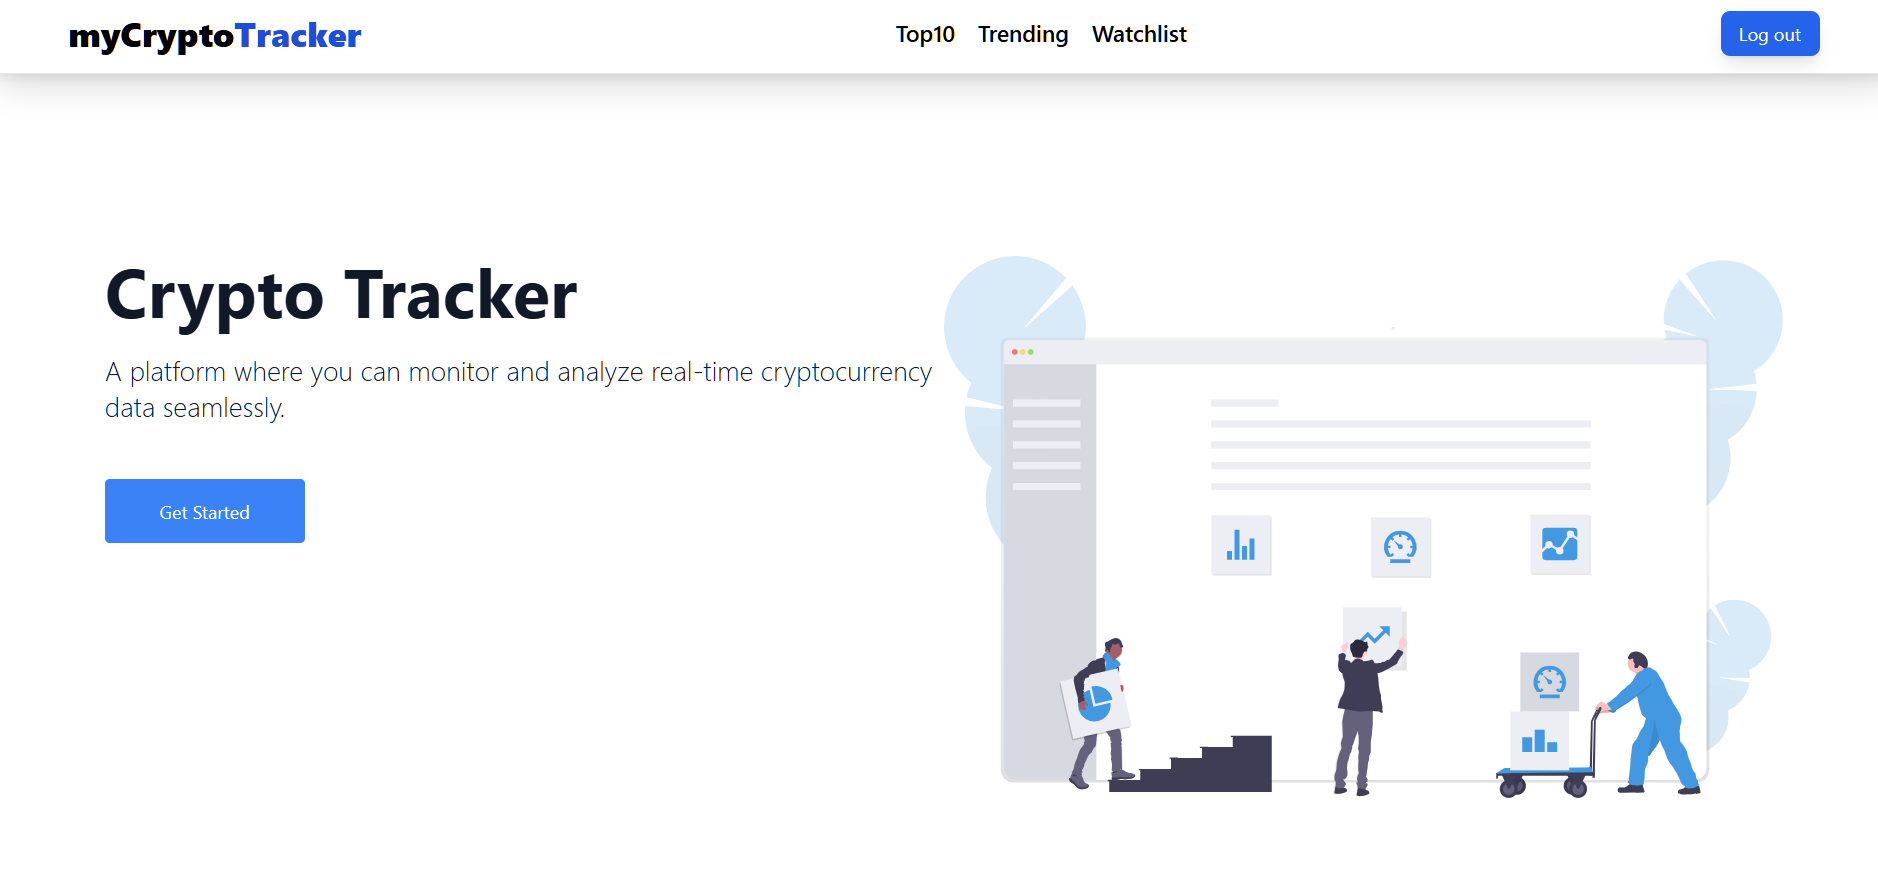 myCryptoTracker
Top10 Trending Watchlist
Log out
Crypto Tracker
A platform where you can monitor and analyze real-time cryptocurrency
data seamlessly.
Get Started